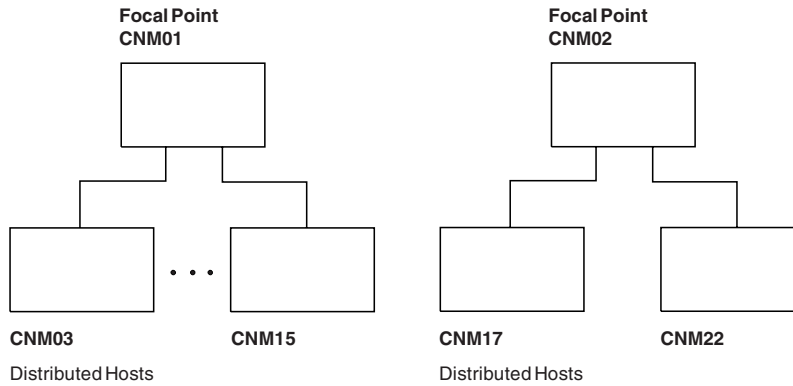 Focal Point
CNM01
Focal Point
CNM02
CNM03
CNM15
CNM17
CNM22
Distributed Hosts
Distributed Hosts